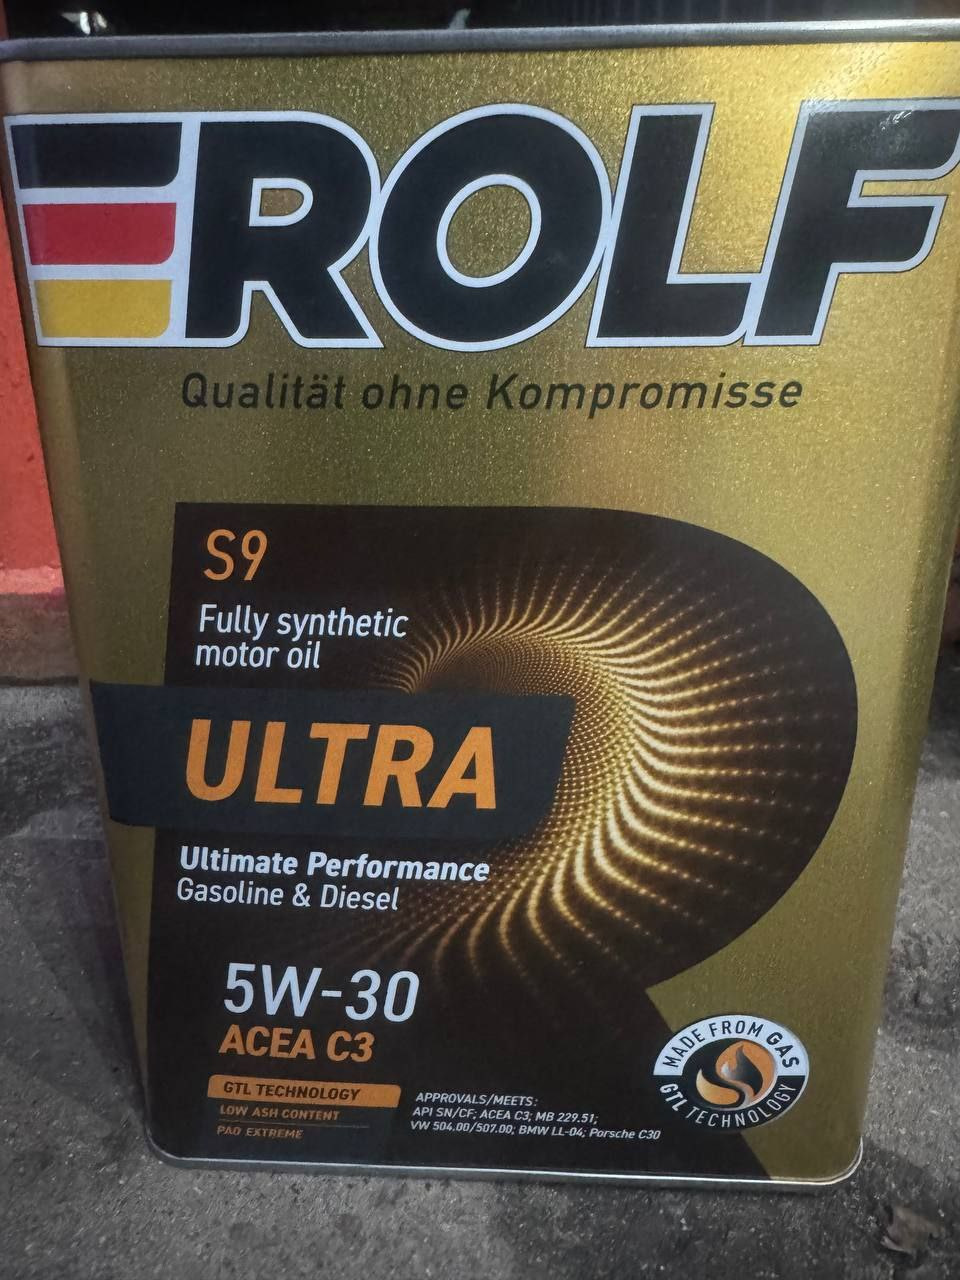 ROLF
Qualität ohne Kompromisse
S9
Fully synthetic
motor oil
ULTRA
Ultimate Performance
Gasoline & Diesel
5W-30
ACEA C3
GTL TECHNOLOGY
LOW ASH CONTENT
PAO EXTREME
APPROVALS/MEETS:
API SN/CF; ACEA C3; MB 229.51;
VW 504.00/507.00; BMW LL-04; Porsche C30
MADE FROM GAS
GTL TECHNOLOGY